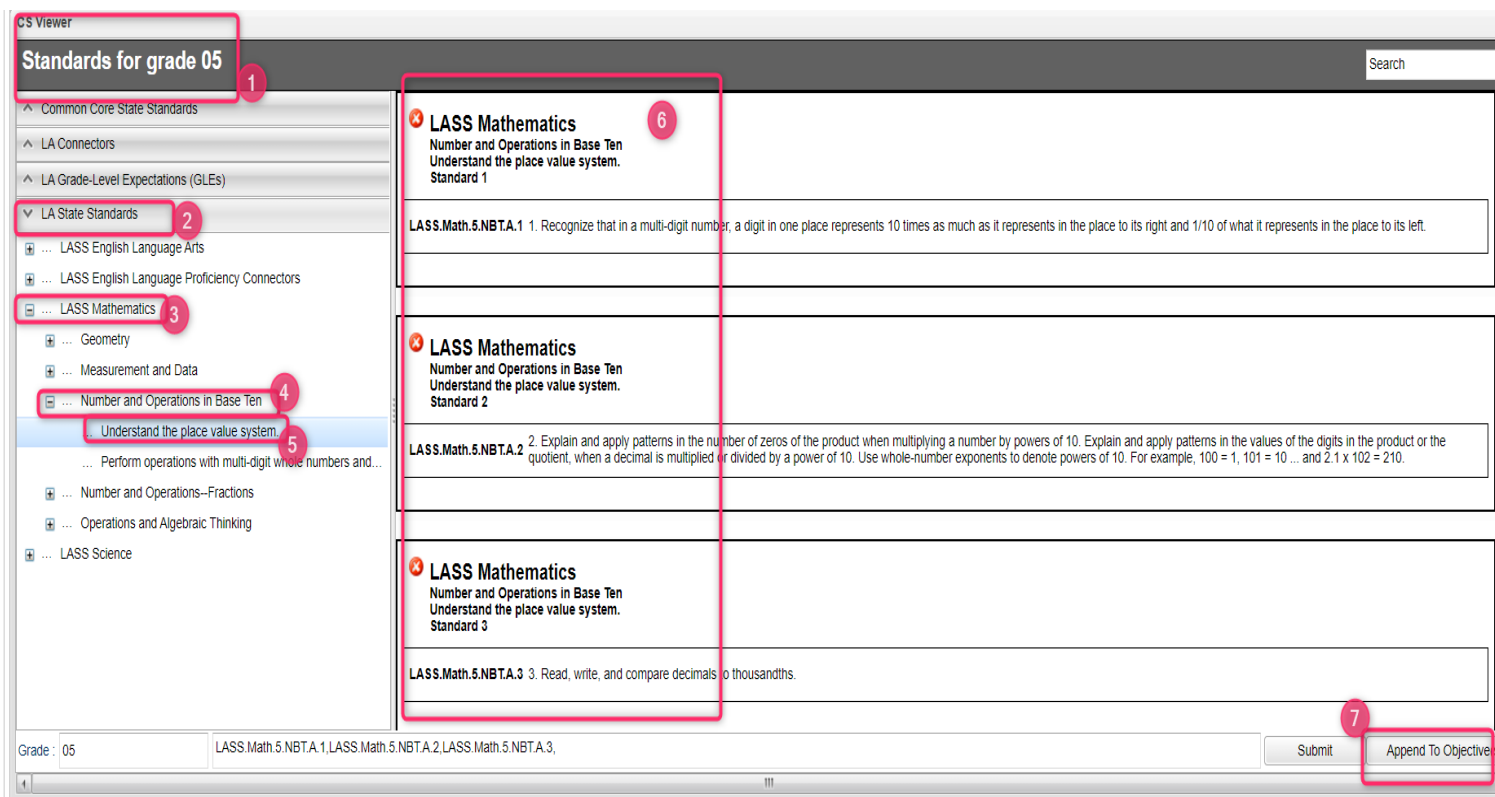 CS Viewer
Standards for grade 05
1
Search
Common Core State Standards
LA Connectors
LA Grade-Level Expectations (GLEs)
LA State Standards
2
... LASS English Language Arts
... LASS English Language Proficiency Connectors
... LASS Mathematics
3
... Geometry
... Measurement and Data
... Number and Operations in Base Ten
4
... Understand the place value system.
5
... Perform operations with multi-digit whole numbers and...
... Number and Operations--Fractions
... Operations and Algebraic Thinking
... LASS Science
6
LASS Mathematics
Number and Operations in Base Ten
Understand the place value system.
Standard 1
LASS.Math.5.NBT.A.1 1. Recognize that in a multi-digit number, a digit in one place represents 10 times as much as it represents in the place to its right and 1/10 of what it represents in the place to its left.
LASS Mathematics
Number and Operations in Base Ten
Understand the place value system.
Standard 2
LASS.Math.5.NBT.A.2 2. Explain and apply patterns in the number of zeros of the product when multiplying a number by powers of 10. Explain and apply patterns in the values of the digits in the product or the
quotient, when a decimal is multiplied or divided by a power of 10. Use whole-number exponents to denote powers of 10. For example, 100 = 1, 101 = 10 ... and 2.1 x 102 = 210.
LASS Mathematics
Number and Operations in Base Ten
Understand the place value system.
Standard 3
LASS.Math.5.NBT.A.3 3. Read, write, and compare decimals to thousandths.
7
Grade : 05
LASS.Math.5.NBT.A.1,LASS.Math.5.NBT.A.2,LASS.Math.5.NBT.A.3,
Submit
Append To Objectives